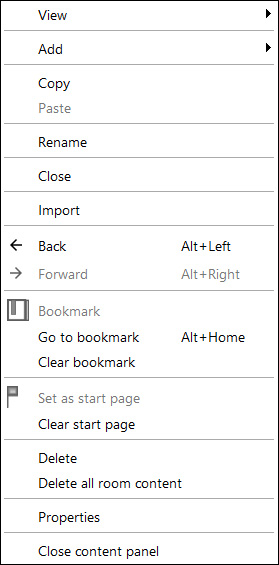 View
Add
Copy
Paste
Rename
Close
Import
Back Alt+Left
Forward Alt+Right
Bookmark
Go to bookmark Alt+Home
Clear bookmark
Set as start page
Clear start page
Delete
Delete all room content
Properties
Close content panel